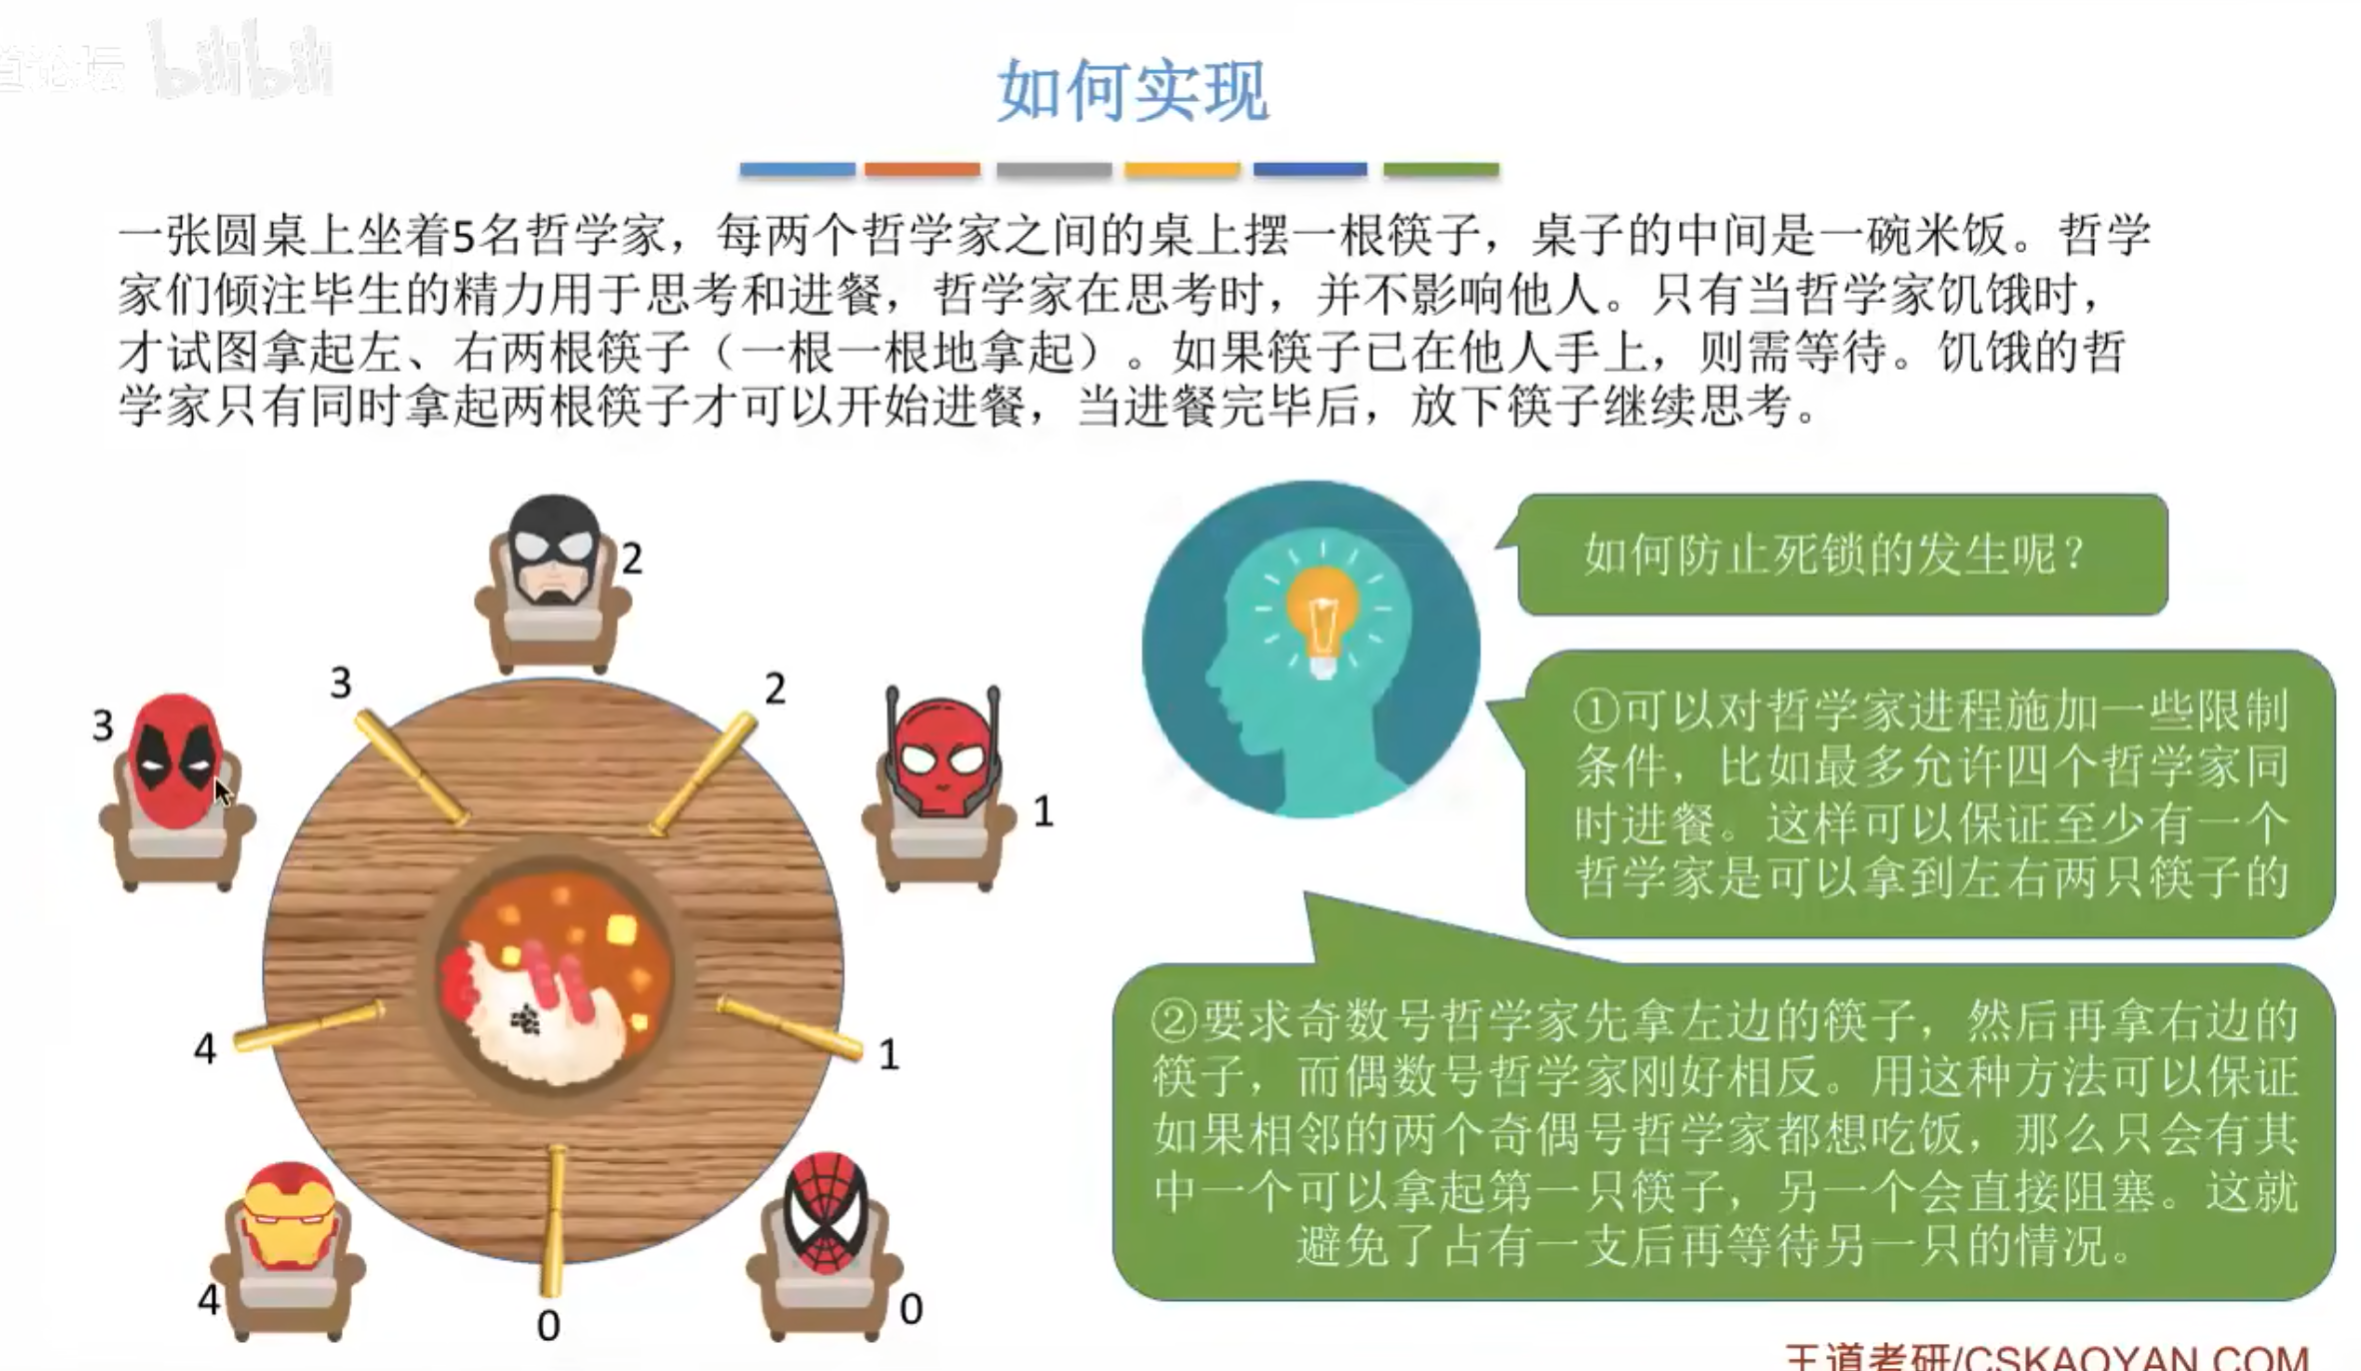 道论坛 bilibili
如何实现
一张圆桌上坐着5名哲学家，每两个哲学家之间的桌上摆一根筷子，桌子的中间是一碗米饭。哲学
家们倾注毕生的精力用于思考和进餐，哲学家在思考时，并不影响他人。只有当哲学家饥饿时，
才试图拿起左、右两根筷子（一根一根地拿起）。如果筷子已在他人手上，则需等待。饥饿的哲
学家只有同时拿起两根筷子才可以开始进餐，当进餐完毕后，放下筷子继续思考。
2
3
2
3
1
4
1
4
0
0
如何防止死锁的发生呢？
①可以对哲学家进程施加一些限制
条件，比如最多允许四个哲学家同
时进餐。这样可以保证至少有一个
哲学家是可以拿到左右两只筷子的
②要求奇数号哲学家先拿左边的筷子，然后再拿右边的
筷子，而偶数号哲学家刚好相反。用这种方法可以保证
如果相邻的两个奇偶号哲学家都想吃饭，那么只会有其
中一个可以拿起第一只筷子，另一个会直接阻塞。这就
避免了占有一支后再等待另一只的情况。
王道考研/CSKAOYAN.COM